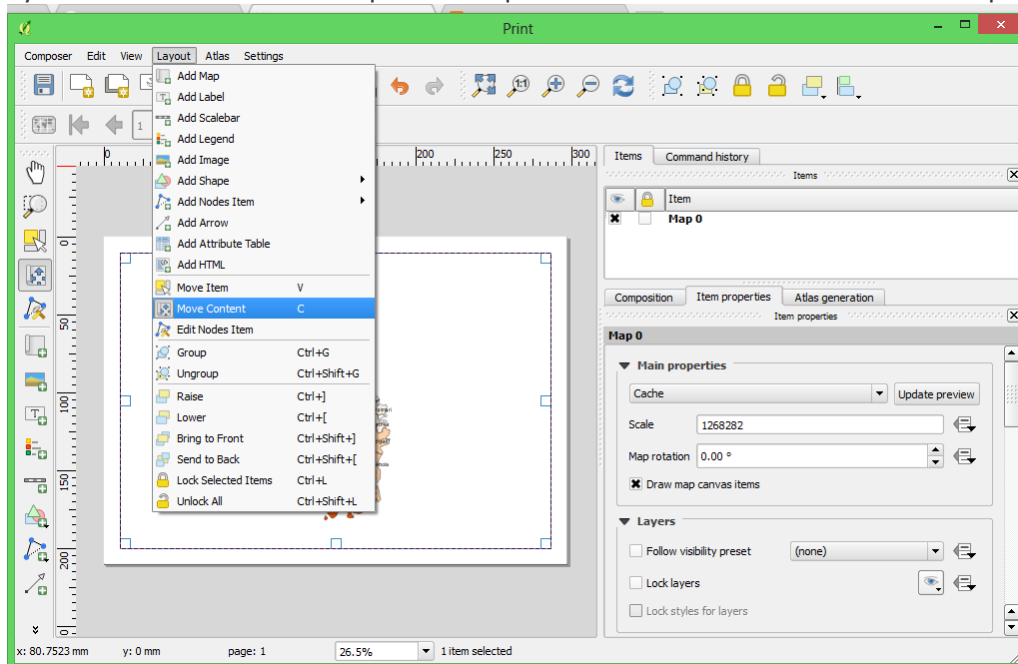 Print
Composer Edit View Layout Atlas Settings
Add Map
Add Label
Add Scalebar
Add Legend
Add Image
Add Shape
Add Nodes Item
Add Arrow
Add Attribute Table
Add HTML
Move Item V
Move Content C
Edit Nodes Item
Group Ctrl+G
Ungroup Ctrl+Shift+G
Raise Ctrl+]
Lower Ctrl+[
Bring to Front Ctrl+Shift+]
Send to Back Ctrl+Shift+[
Lock Selected Items Ctrl+L
Unlock All Ctrl+Shift+L
1
1:1
0 200 250 300
0
50
100
150
200
Items Command history
Items
Item
Map 0
Composition Item properties Atlas generation
Item properties
Map 0
Main properties
Cache Update preview
Scale 1268282
Map rotation 0.00 °
Draw map canvas items
Layers
Follow visibility preset (none)
Lock layers
Lock styles for layers
x: 80.7523 mm y: 0 mm page: 1 26.5% 1 item selected